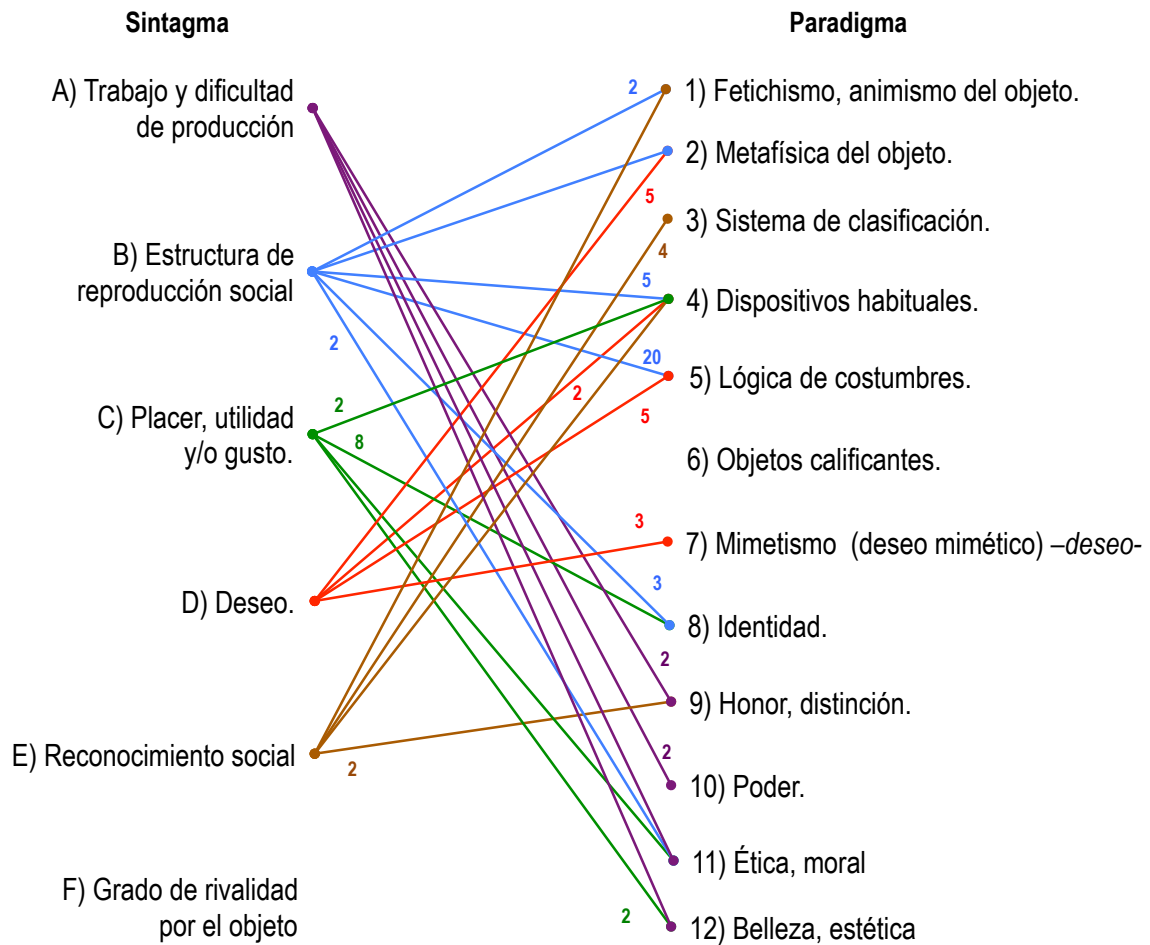 Sintagma
Paradigma
A) Trabajo y dificultad
de producción
B) Estructura de
reproducción social
C) Placer, utilidad
y/o gusto.
D) Deseo.
E) Reconocimiento social
F) Grado de rivalidad
por el objeto
2
1) Fetichismo, animismo del objeto.
2) Metafísica del objeto.
5
3) Sistema de clasificación.
4
5
4) Dispositivos habituales.
2
20
5) Lógica de costumbres.
2
2
5
8
6) Objetos calificantes.
3
7) Mimetismo (deseo mimético) –deseo-
3
8) Identidad.
2
9) Honor, distinción.
2
2
10) Poder.
11) Ética, moral
2
12) Belleza, estética